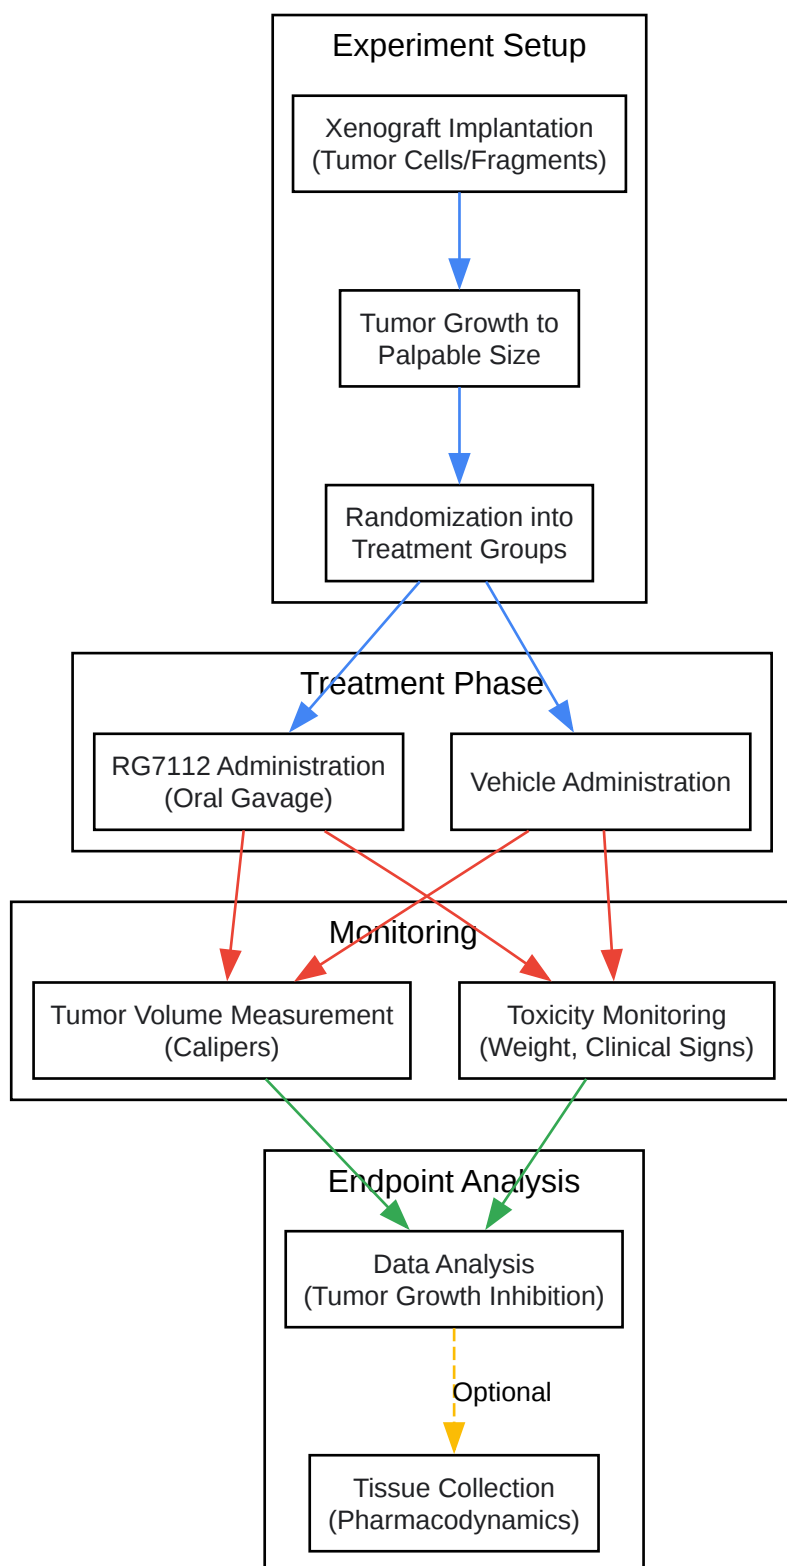 Experiment Setup
Xenograft Implantation
(Tumor Cells/Fragments)
Tumor Growth to
Palpable Size
Randomization into
Treatment Groups
Treatment Phase
RG7112 Administration
(Oral Gavage)
Vehicle Administration
Monitoring
Tumor Volume Measurement
(Calipers)
Toxicity Monitoring
(Weight, Clinical Signs)
Endpoint Analysis
Data Analysis
(Tumor Growth Inhibition)
Optional
Tissue Collection
(Pharmacodynamics)